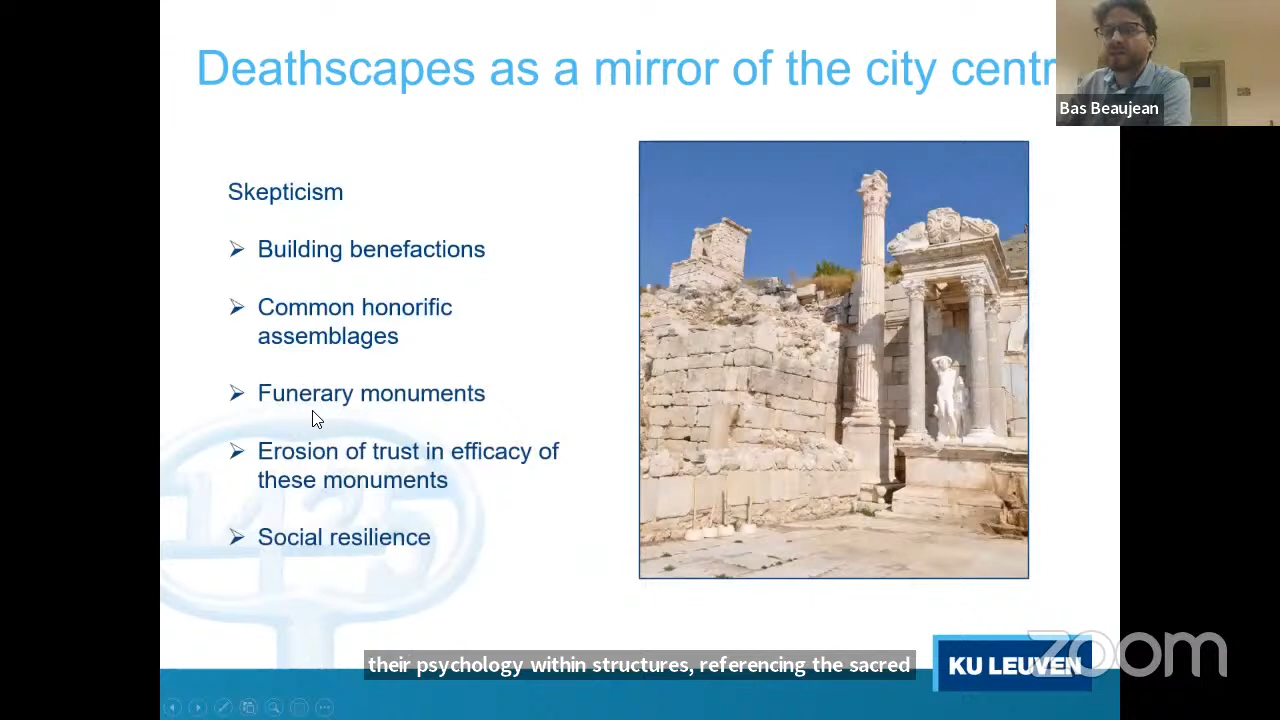 Deathscapes as a mirror of the city centr
Bas Beaujean
Skepticism
Building benefactions
Common honorific
assemblages
Funerary monuments
Erosion of trust in efficacy of
these monuments
Social resilience
1425
their psychology within structures, referencing the sacred
KU LEUVEN
zoom